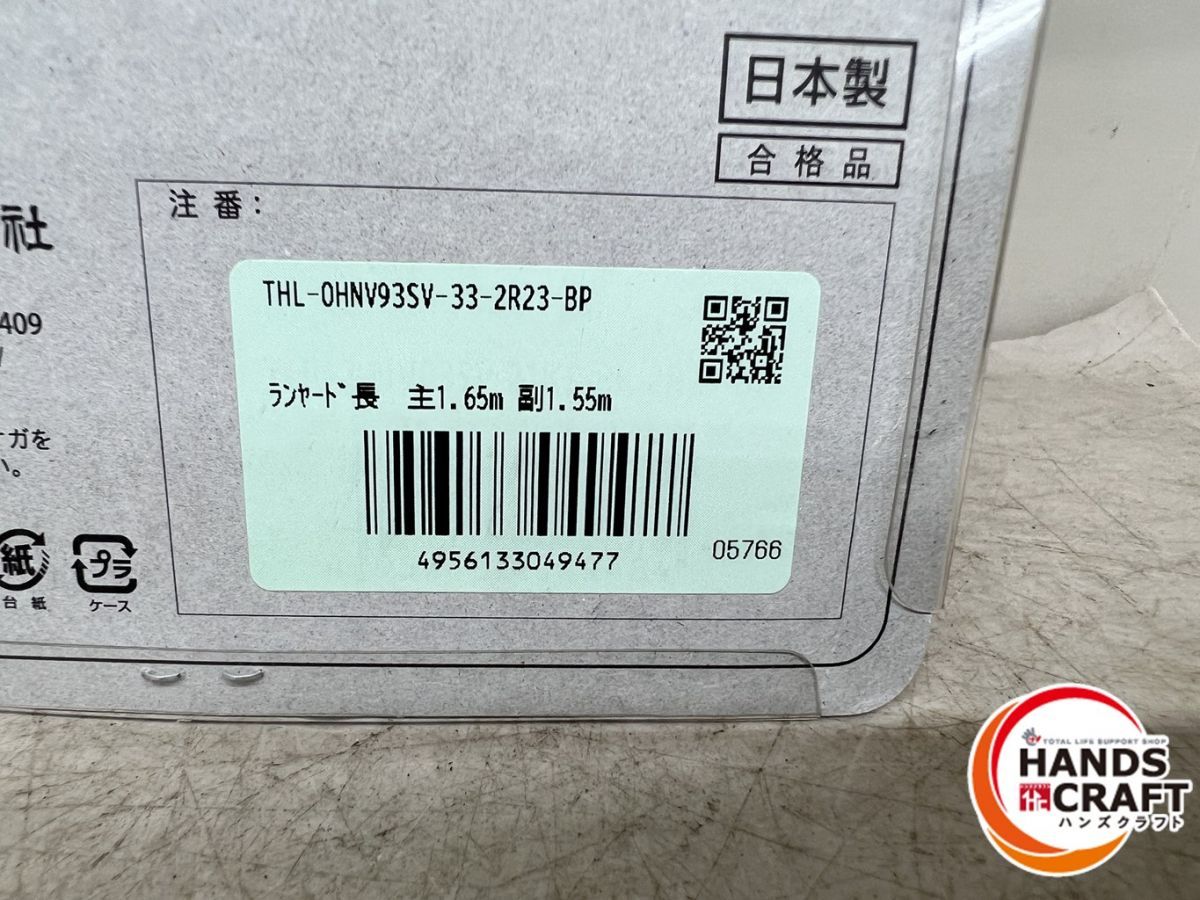 日本製
合格品
注番：
社
409
THL-OHNV93SV-33-2R23-BP
ﾗﾝﾔｰﾄﾞ長 主1.65m 副1.55m
4956133049477
05766
ガを
い。
紙
台紙
プラ
ケース
TOTAL LIFE SUPPORT SHOP
HANDS
CRAFT
ハンズクラフト